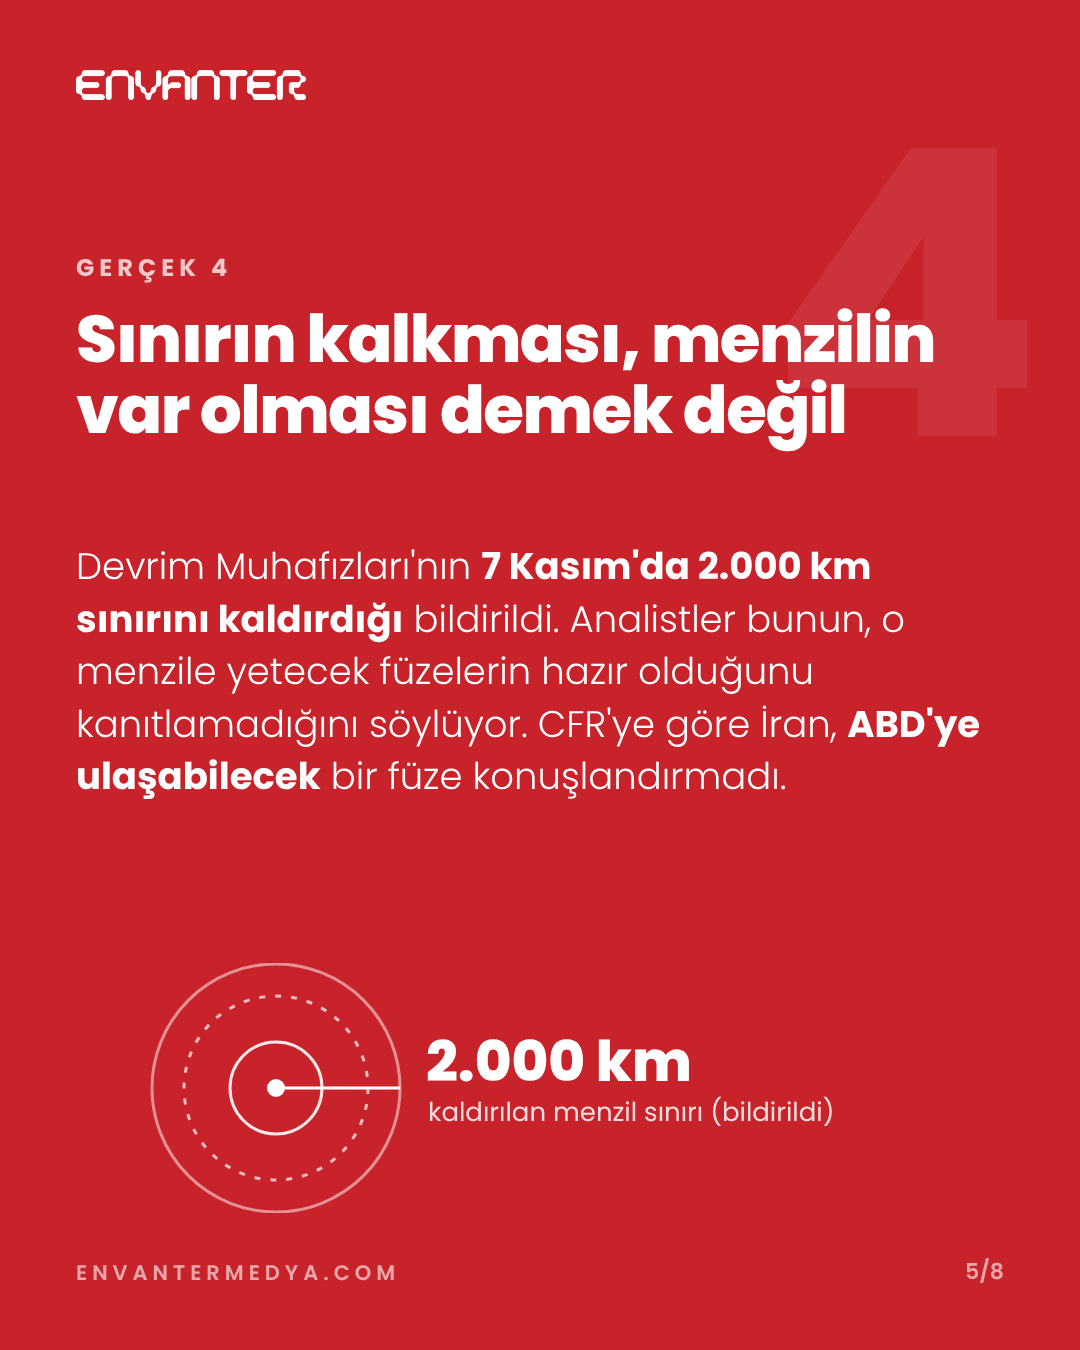 ENVANTER
4
GERÇEK 4
Sınırın kalkması, menzilin
var olması demek değil
Devrim Muhafızları'nın 7 Kasım'da 2.000 km
sınırını kaldırdığı bildirildi. Analistler bunun, o
menzile yetecek füzelerin hazır olduğunu
kanıtlamadığını söylüyor. CFR'ye göre İran, ABD'ye
ulaşabilecek bir füze konuşlandırmadı.
2.000 km
kaldırılan menzil sınırı (bildirildi)
ENVANTERMEDYA.COM
5/8